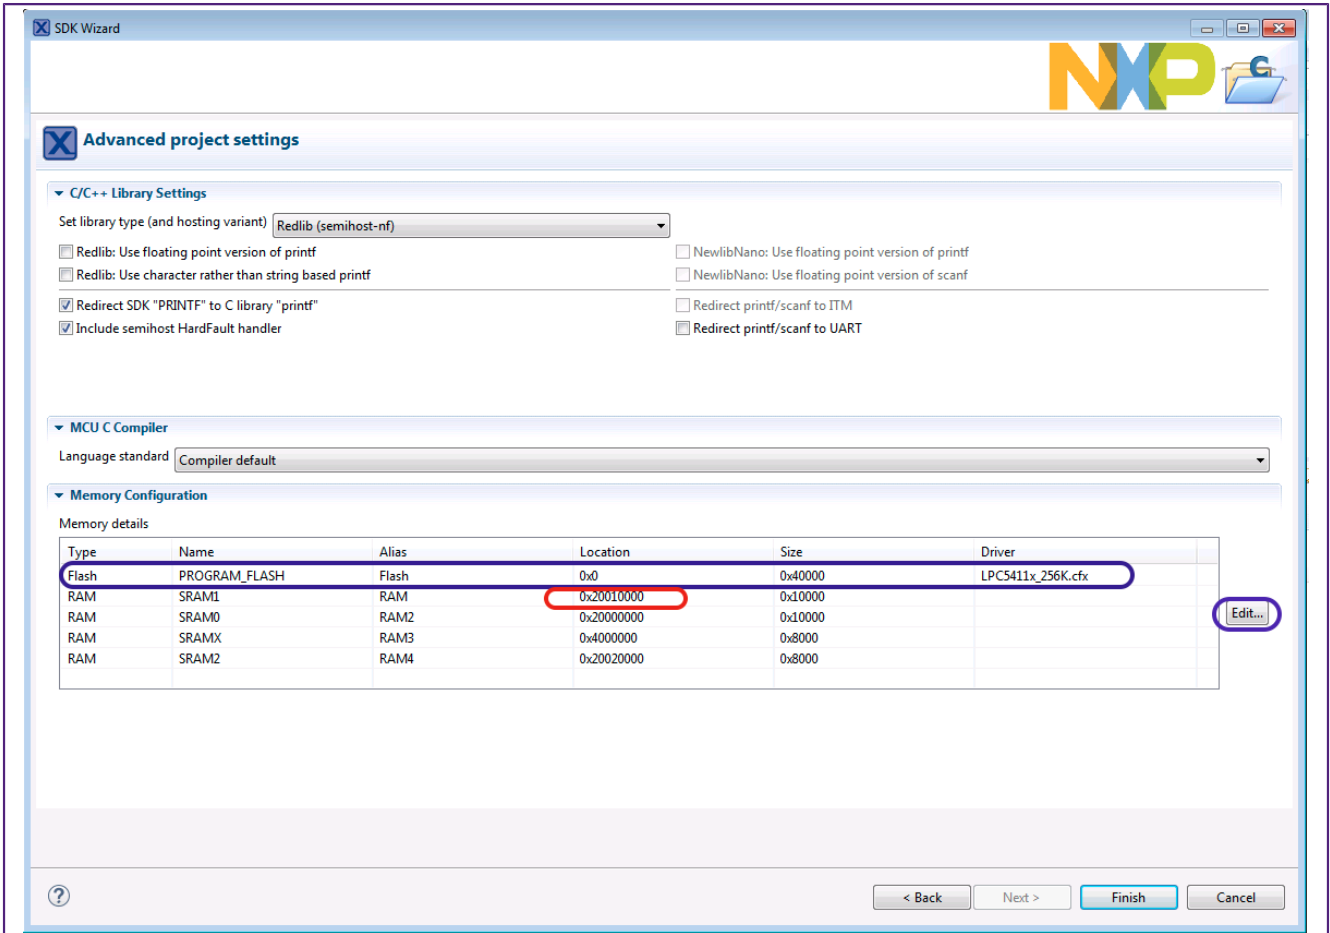 SDK Wizard
NXP
C
Advanced project settings
C/C++ Library Settings
Set library type (and hosting variant) Redlib (semihost-nf)
Redlib: Use floating point version of printf NewlibNano: Use floating point version of printf
Redlib: Use character rather than string based printf NewlibNano: Use floating point version of scanf
Redirect SDK "PRINTF" to C library "printf" Redirect printf/scanf to ITM
Include semihost HardFault handler Redirect printf/scanf to UART
MCU C Compiler
Language standard Compiler default
Memory Configuration
Memory details
Type Name Alias Location Size Driver
Flash PROGRAM_FLASH Flash 0x0 0x40000 LPC5411x_256K.cfx
RAM SRAM1 RAM 0x20010000 0x10000
Edit...
RAM SRAM0 RAM2 0x20000000 0x10000
RAM SRAMX RAM3 0x4000000 0x8000
RAM SRAM2 RAM4 0x20020000 0x8000
? < Back Next > Finish Cancel